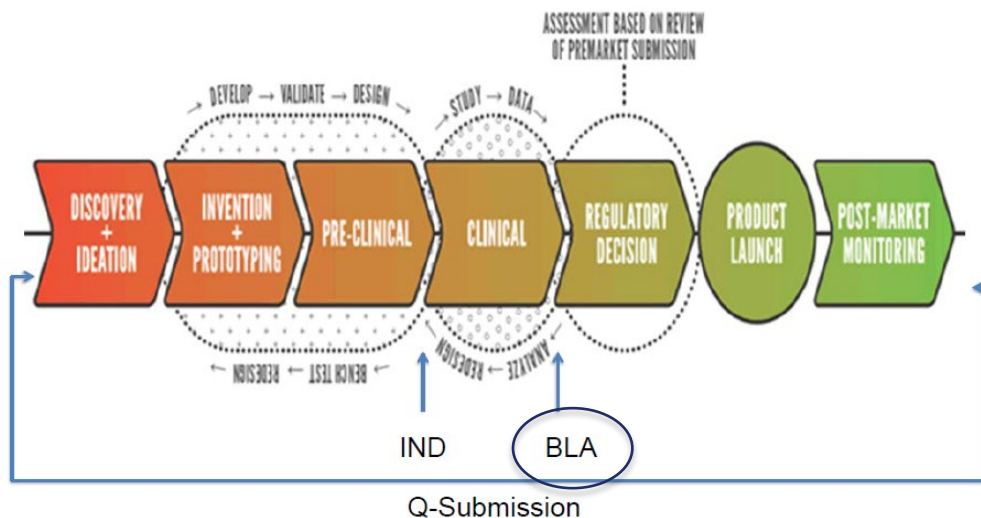 ASSESSMENT BASED ON REVIEW
OF PREMARKET SUBMISSION
→ DEVELOP → VALIDATE → DESIGN →
→ STUDY → DATA →
DISCOVERY
+
IDEATION
INVENTION
+
PROTOTYPING
PRE-CLINICAL
CLINICAL
REGULATORY
DECISION
PRODUCT
LAUNCH
POST-MARKET
MONITORING
← BENCH TEST ← REDESIGN ←
ANALYZE ← REDESIGN ←
IND
BLA
Q-Submission